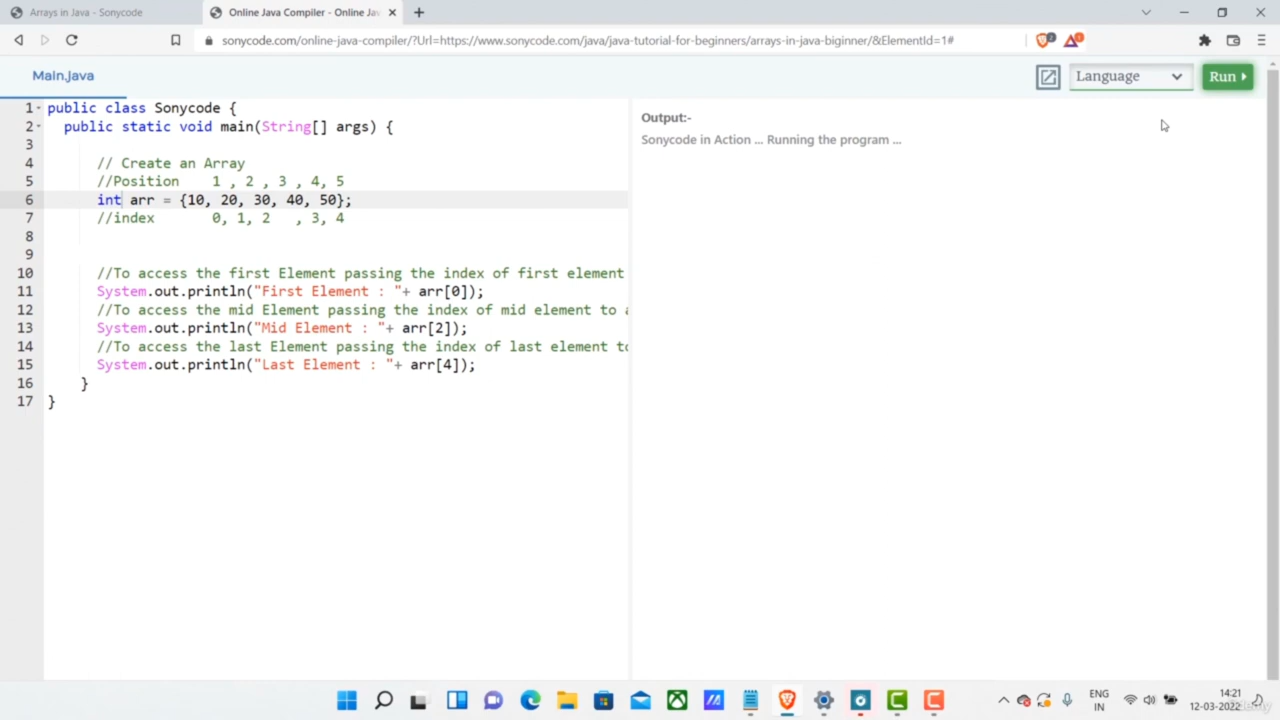 Arrays in Java - Sonycode
Online Java Compiler - Online Jav
sonycode.com/online-java-compiler/?Url=https://www.sonycode.com/java/java-tutorial-for-beginners/arrays-in-java-biginner/&ElementId=1#
Main.java
Language
Run
1 public class Sonycode {
2 public static void main(String[] args) {
3
4 // Create an Array
5 //Position 1 , 2 , 3 , 4, 5
6 int arr = {10, 20, 30, 40, 50};
7 //index 0, 1, 2 , 3, 4
8
9
10 //To access the first Element passing the index of first element
11 System.out.println("First Element : "+ arr[0]);
12 //To access the mid Element passing the index of mid element to a
13 System.out.println("Mid Element : "+ arr[2]);
14 //To access the last Element passing the index of last element to
15 System.out.println("Last Element : "+ arr[4]);
16 }
17 }
Output:-
Sonycode in Action ... Running the program ...
ENG
IN
14:21
12-03-2022